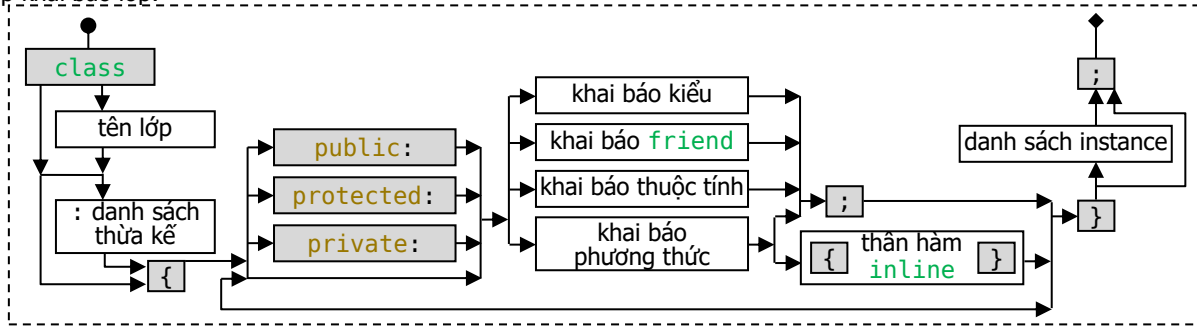 class
tên lớp
: danh sách
thừa kế
{
public:
protected:
private:
khai báo kiểu
khai báo friend
khai báo thuộc tính
khai báo
phương thức
;
{ thân hàm }
inline
}
danh sách instance
;